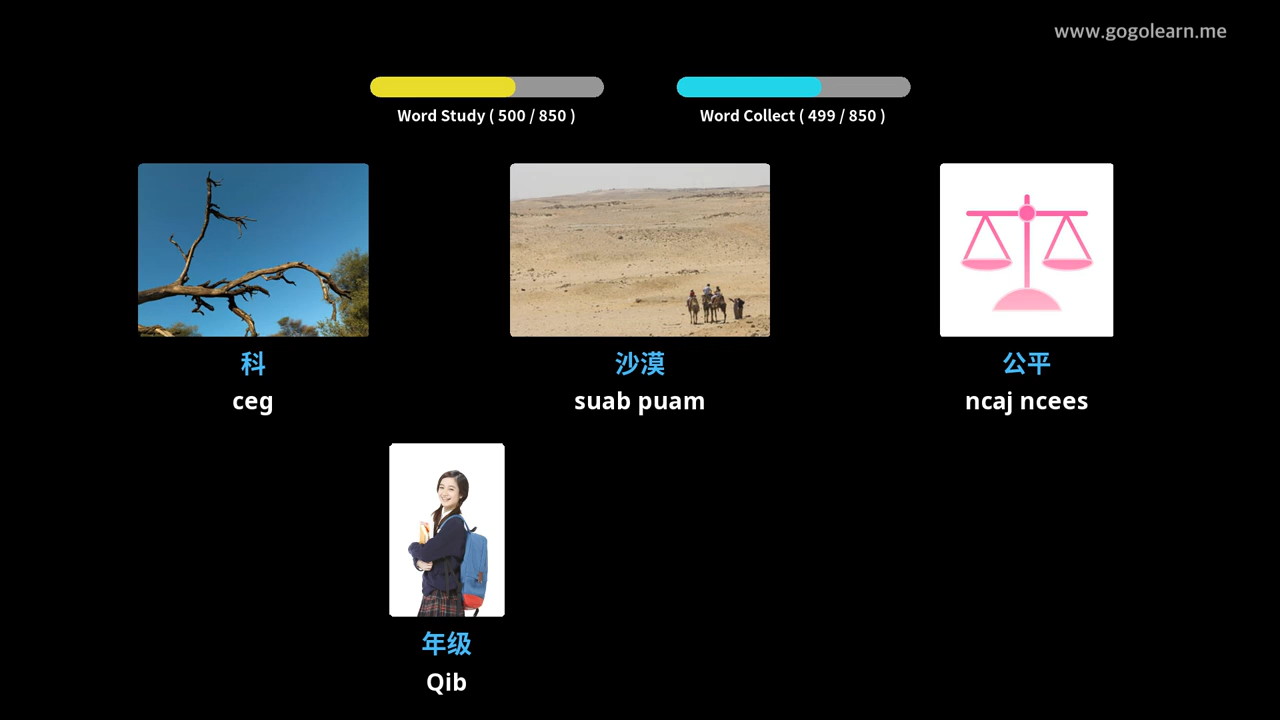 www.gogolearn.me
Word Study ( 500 / 850 )
Word Collect ( 499 / 850 )
科
ceg
沙漠
suab puam
公平
ncaj ncees
年级
Qib